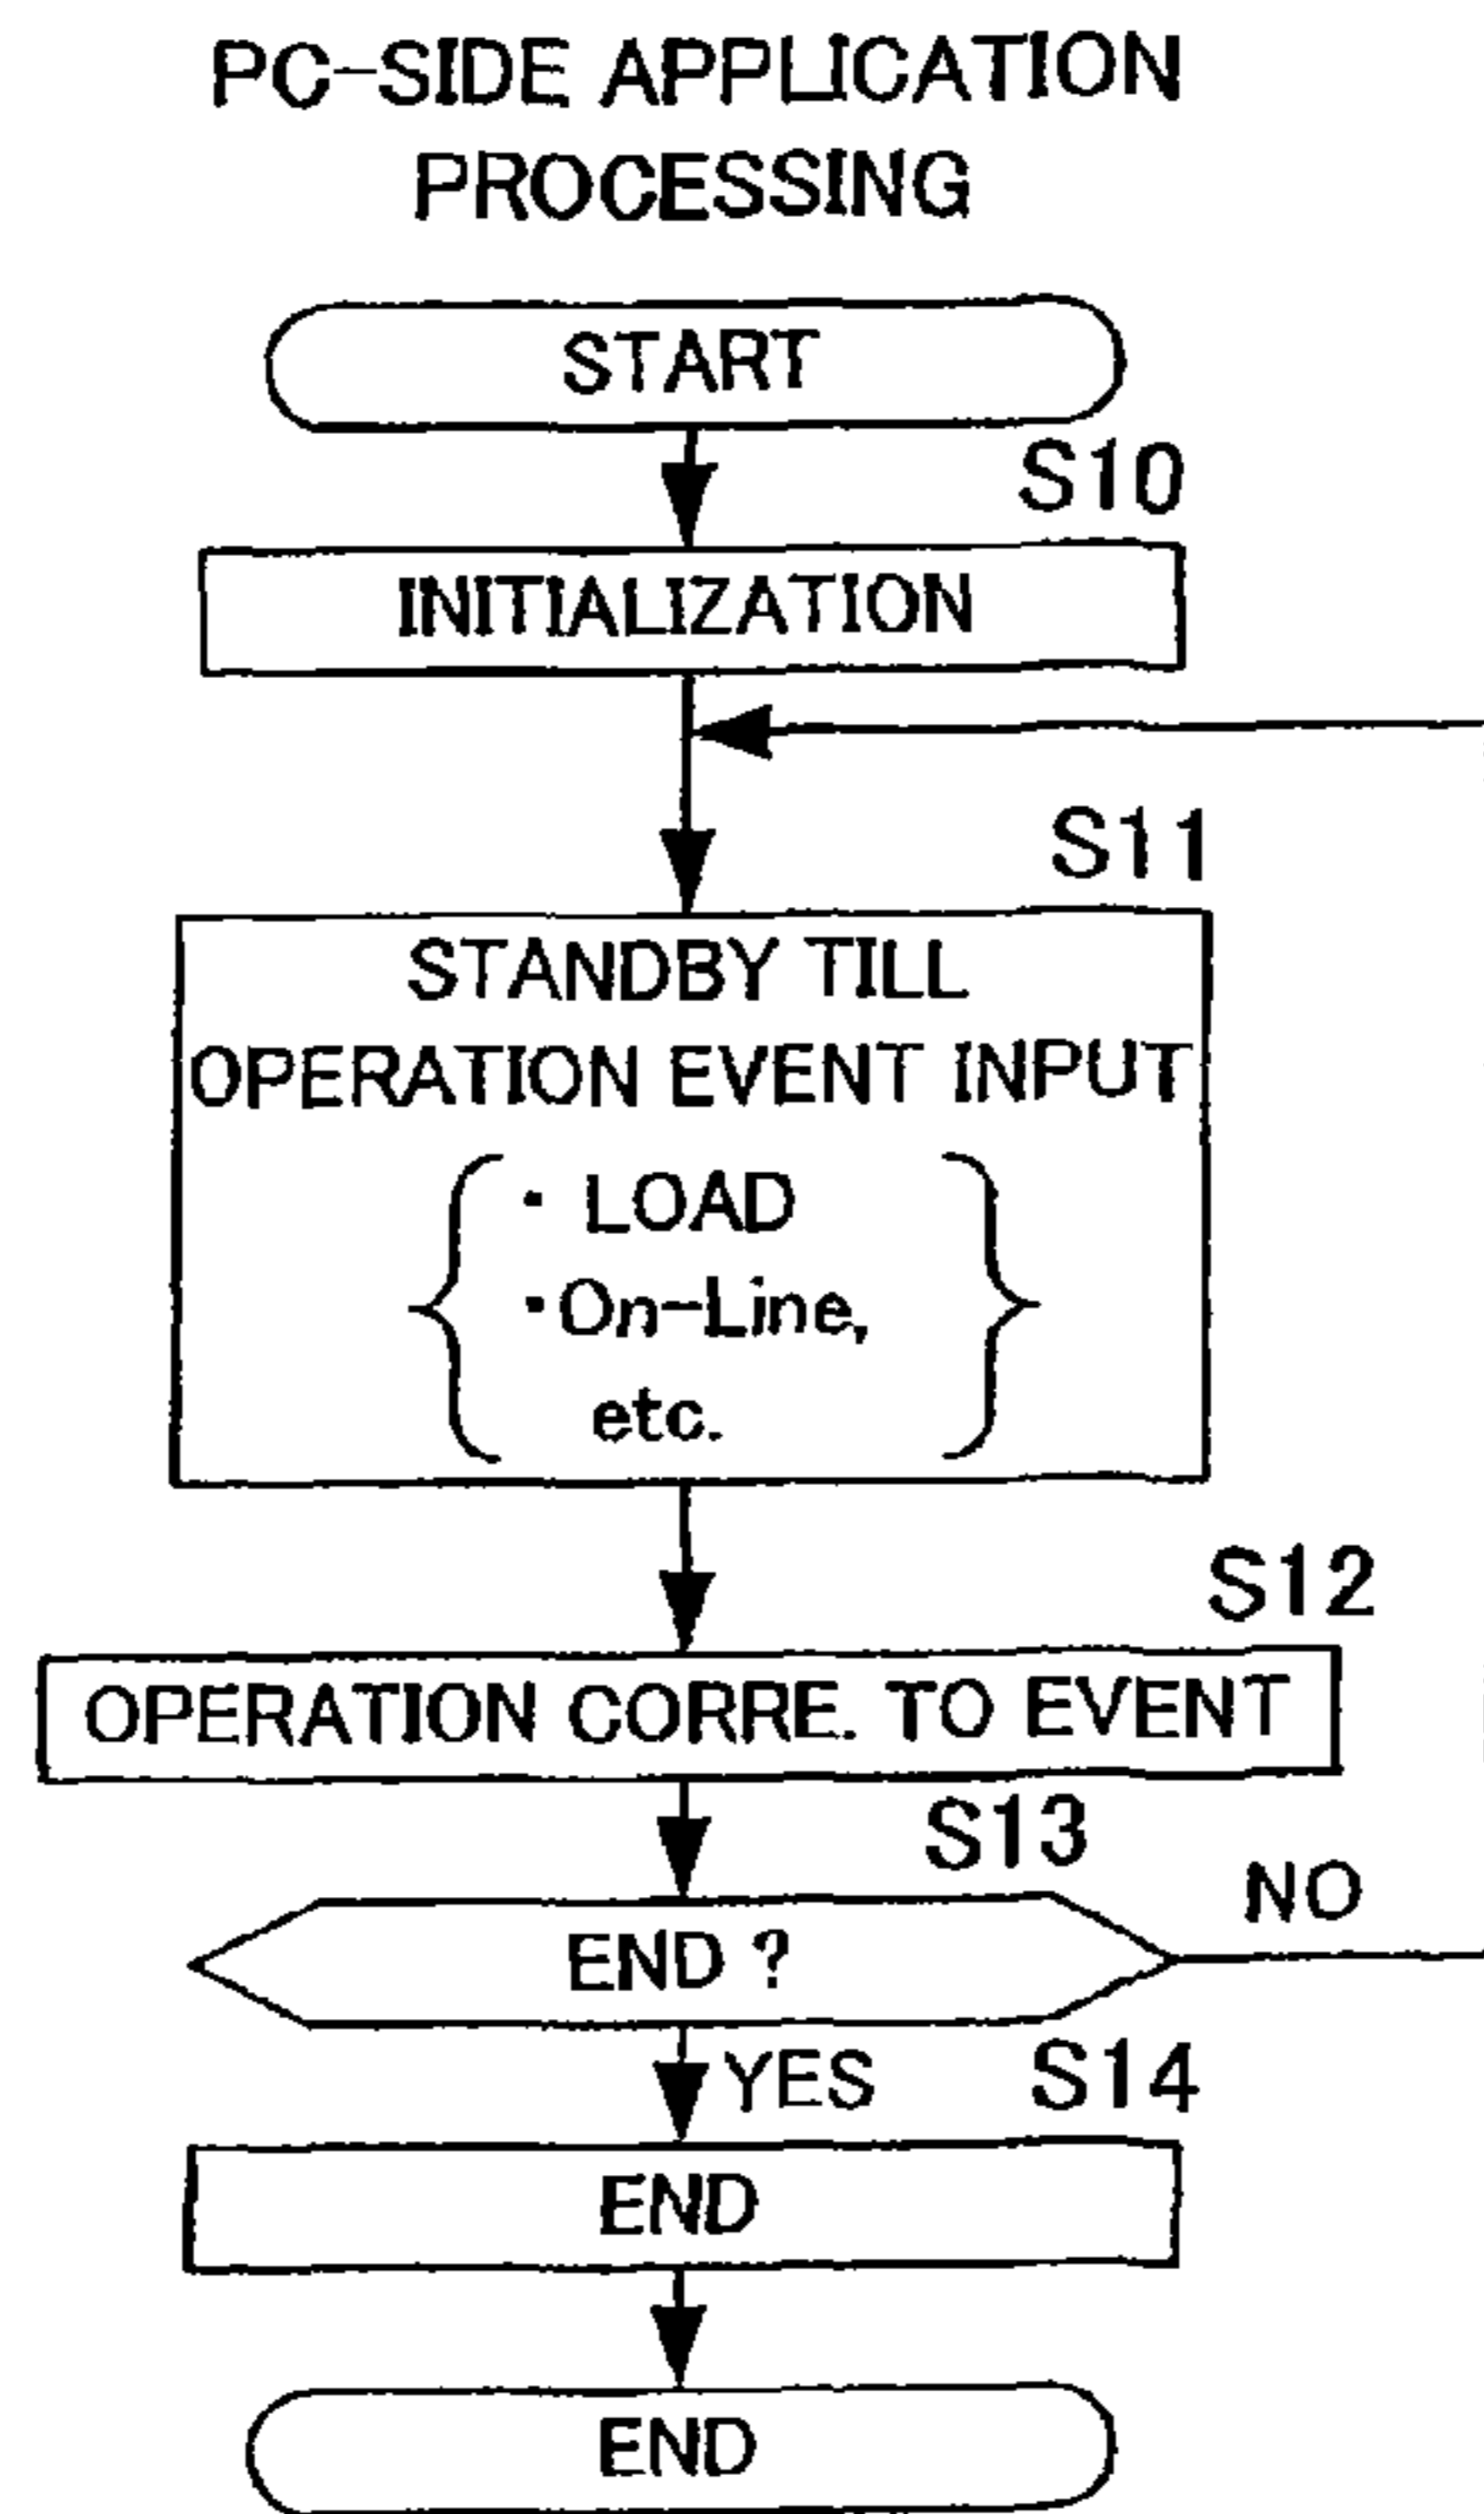 PC-SIDE APPLICATION
PROCESSING
START
S10
INITIALIZATION
S11
STANDBY TILL
OPERATION EVENT INPUT
· LOAD
·On-Line,
etc.
S12
OPERATION CORRE. TO EVENT
S13
NO
END ?
YES
S14
END
END